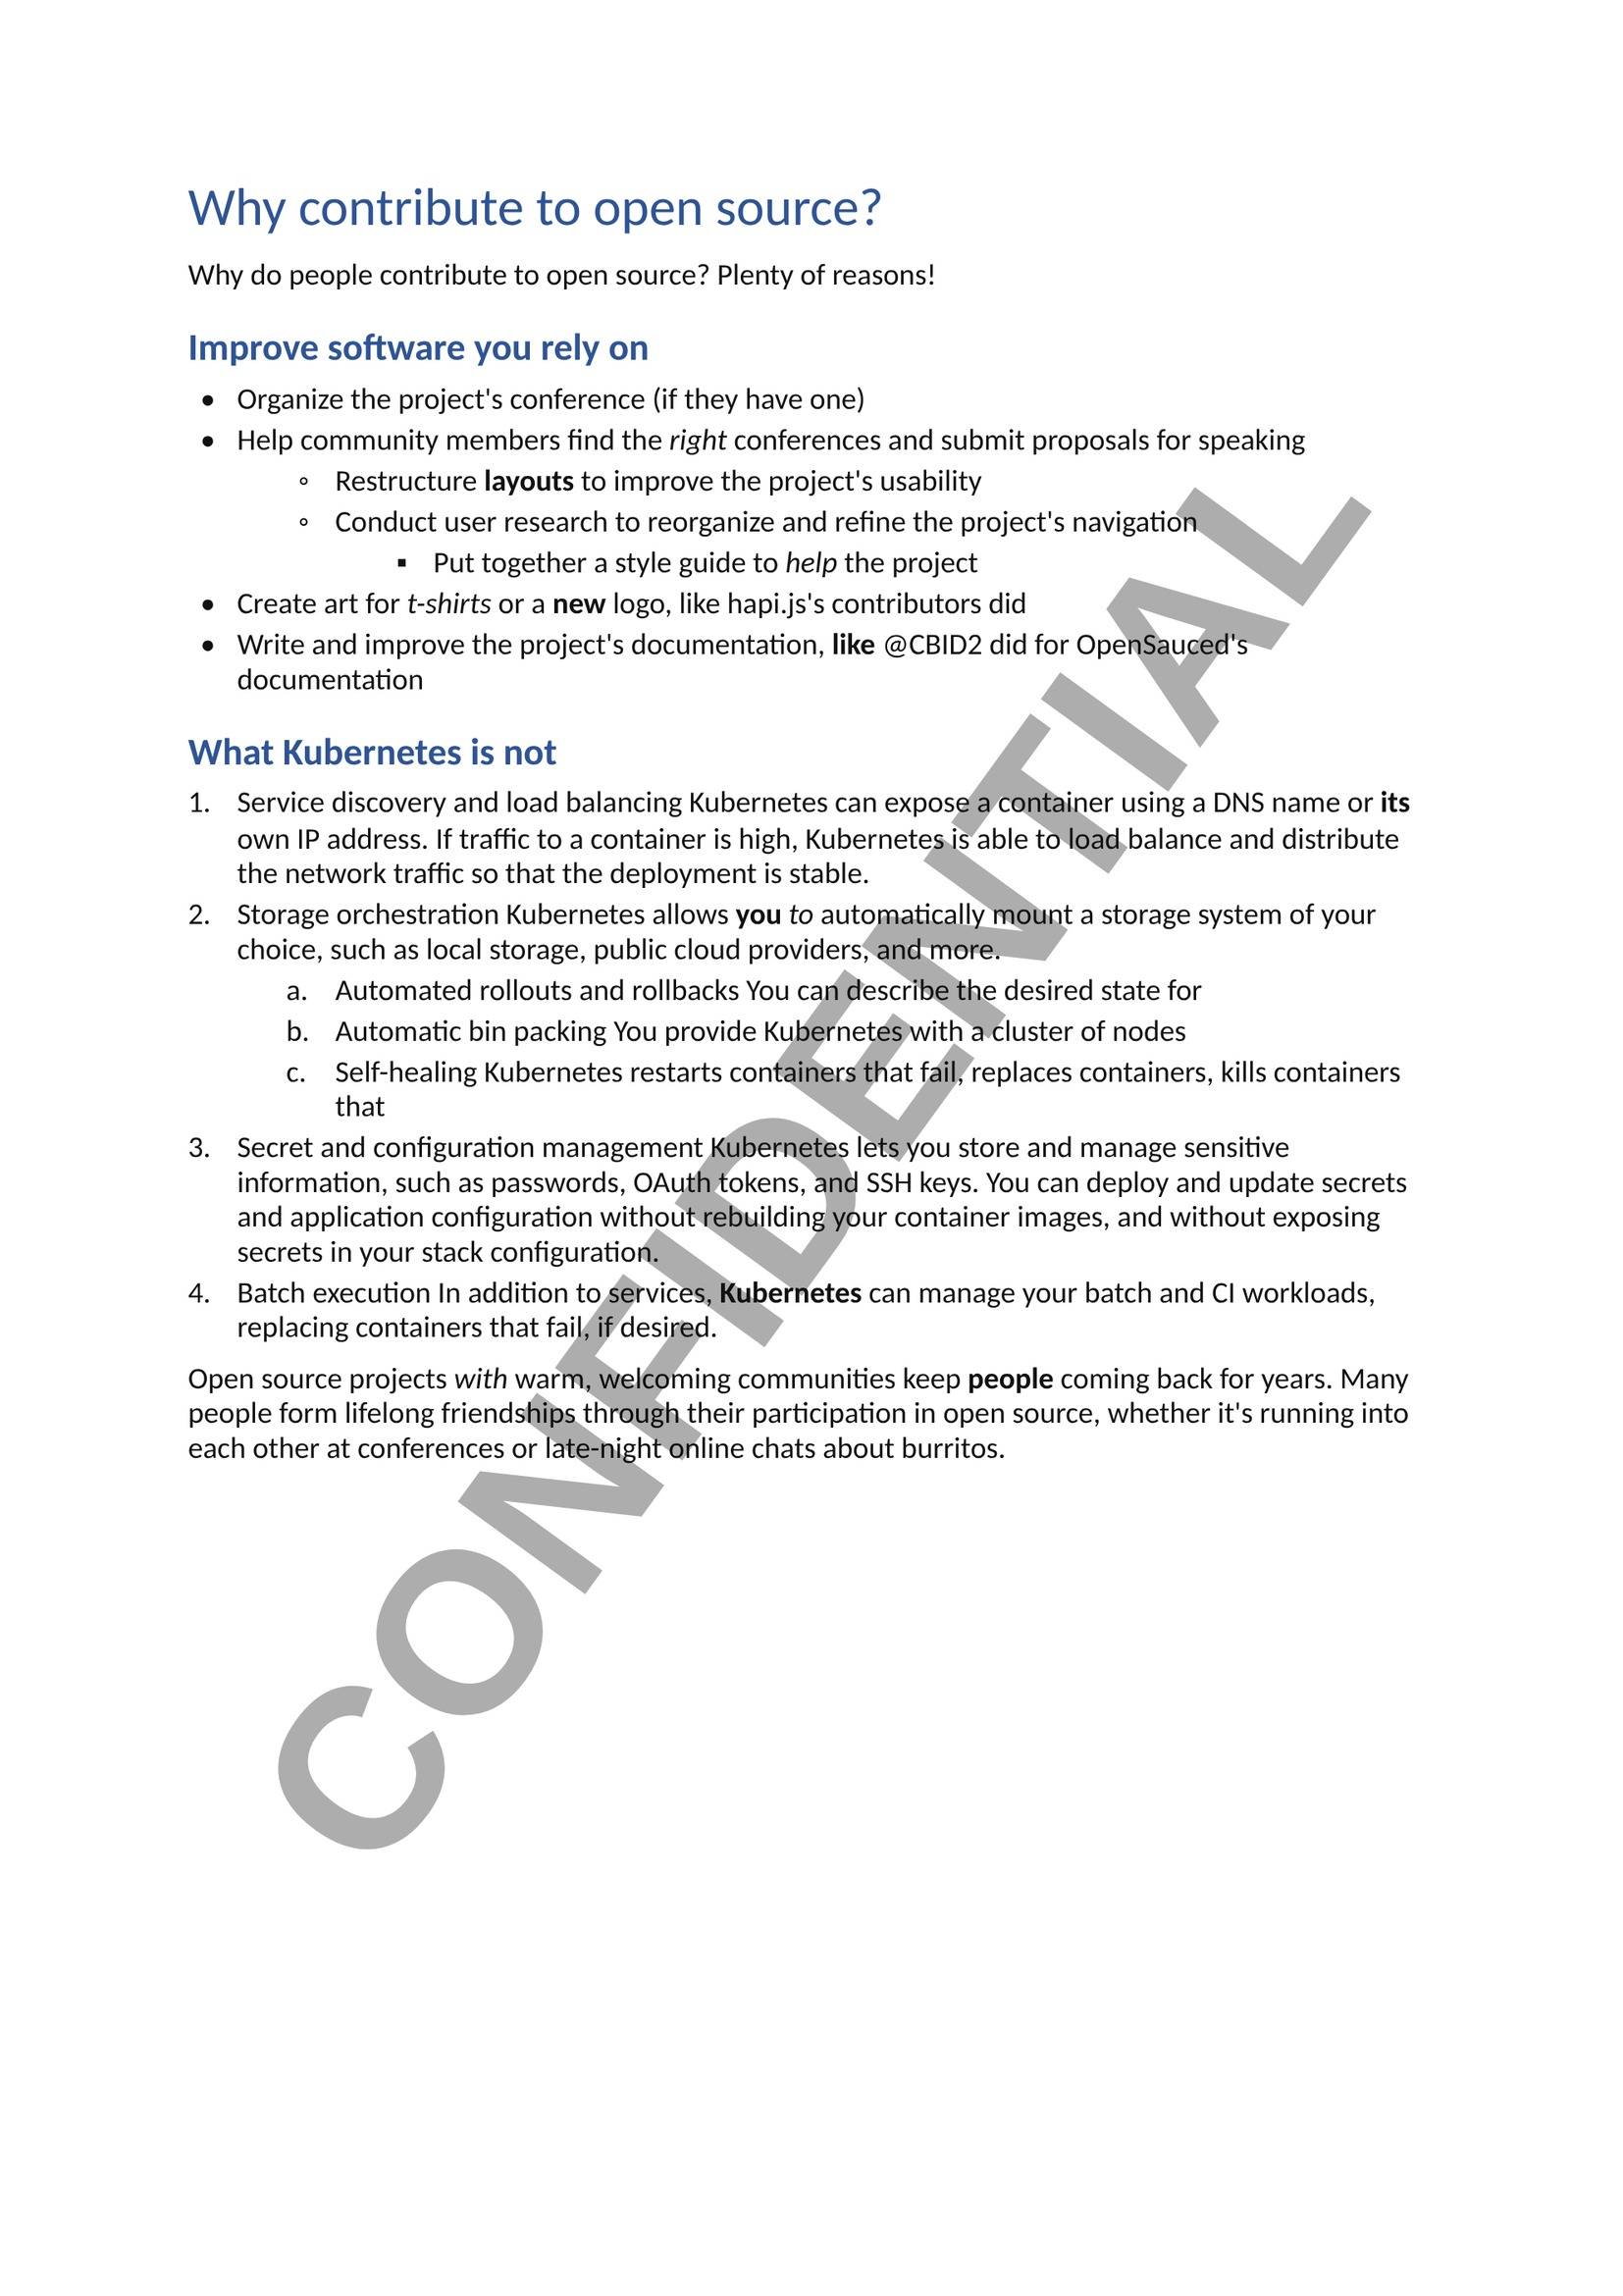 Why contribute to open source?
Why do people contribute to open source? Plenty of reasons!
Improve software you rely on
• Organize the project's conference (if they have one)
• Help community members find the right conferences and submit proposals for speaking
◦ Restructure layouts to improve the project's usability
◦ Conduct user research to reorganize and refine the project's navigation
▪ Put together a style guide to help the project
• Create art for t-shirts or a new logo, like hapi.js's contributors did
• Write and improve the project's documentation, like @CBID2 did for OpenSauced's
documentation
What Kubernetes is not
1. Service discovery and load balancing Kubernetes can expose a container using a DNS name or its
own IP address. If traffic to a container is high, Kubernetes is able to load balance and distribute
the network traffic so that the deployment is stable.
2. Storage orchestration Kubernetes allows you to automatically mount a storage system of your
choice, such as local storage, public cloud providers, and more.
a. Automated rollouts and rollbacks You can describe the desired state for
b. Automatic bin packing You provide Kubernetes with a cluster of nodes
c. Self-healing Kubernetes restarts containers that fail, replaces containers, kills containers
that
3. Secret and configuration management Kubernetes lets you store and manage sensitive
information, such as passwords, OAuth tokens, and SSH keys. You can deploy and update secrets
and application configuration without rebuilding your container images, and without exposing
secrets in your stack configuration.
4. Batch execution In addition to services, Kubernetes can manage your batch and CI workloads,
replacing containers that fail, if desired.
Open source projects with warm, welcoming communities keep people coming back for years. Many
people form lifelong friendships through their participation in open source, whether it's running into
each other at conferences or late-night online chats about burritos.
CONFIDENTIAL